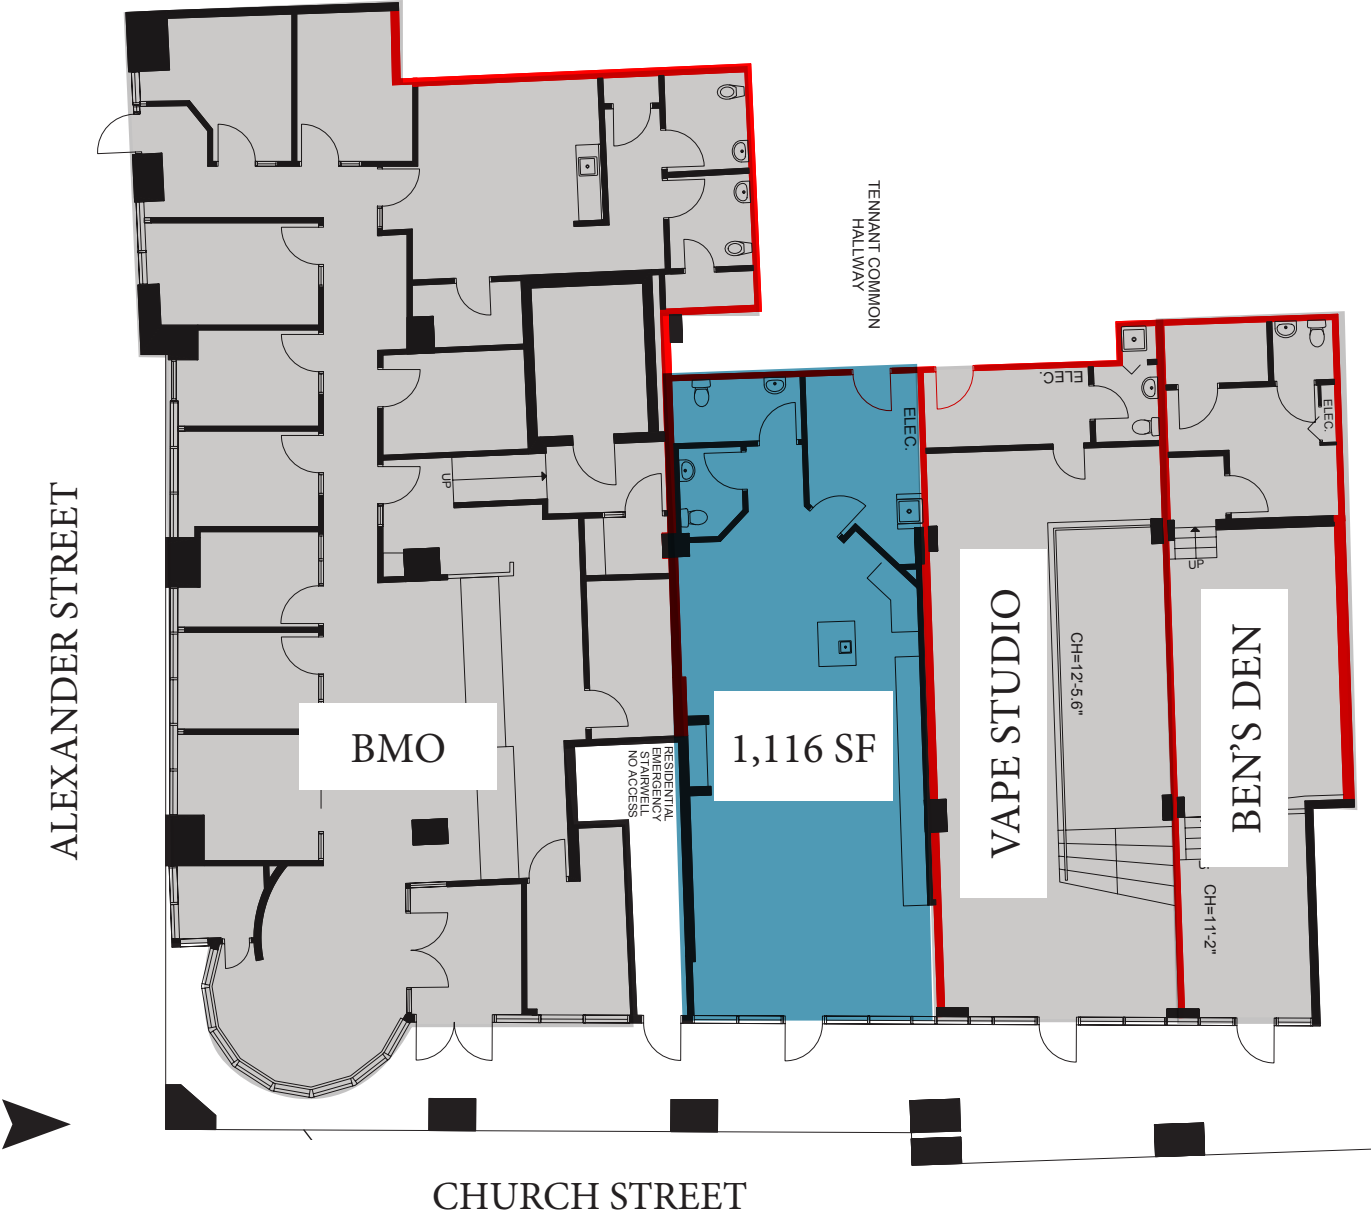 TENNANT COMMON
HALLWAY
ELEC.
ELEC.
ELEC.
UP
UP
ALEXANDER STREET
BMO
1,116 SF
VAPE STUDIO
BEN'S DEN
CH=12'-5.6"
CH=11'-2"
RESIDENTIAL
EMERGENCY
STAIRWELL
NO ACCESS
CHURCH STREET